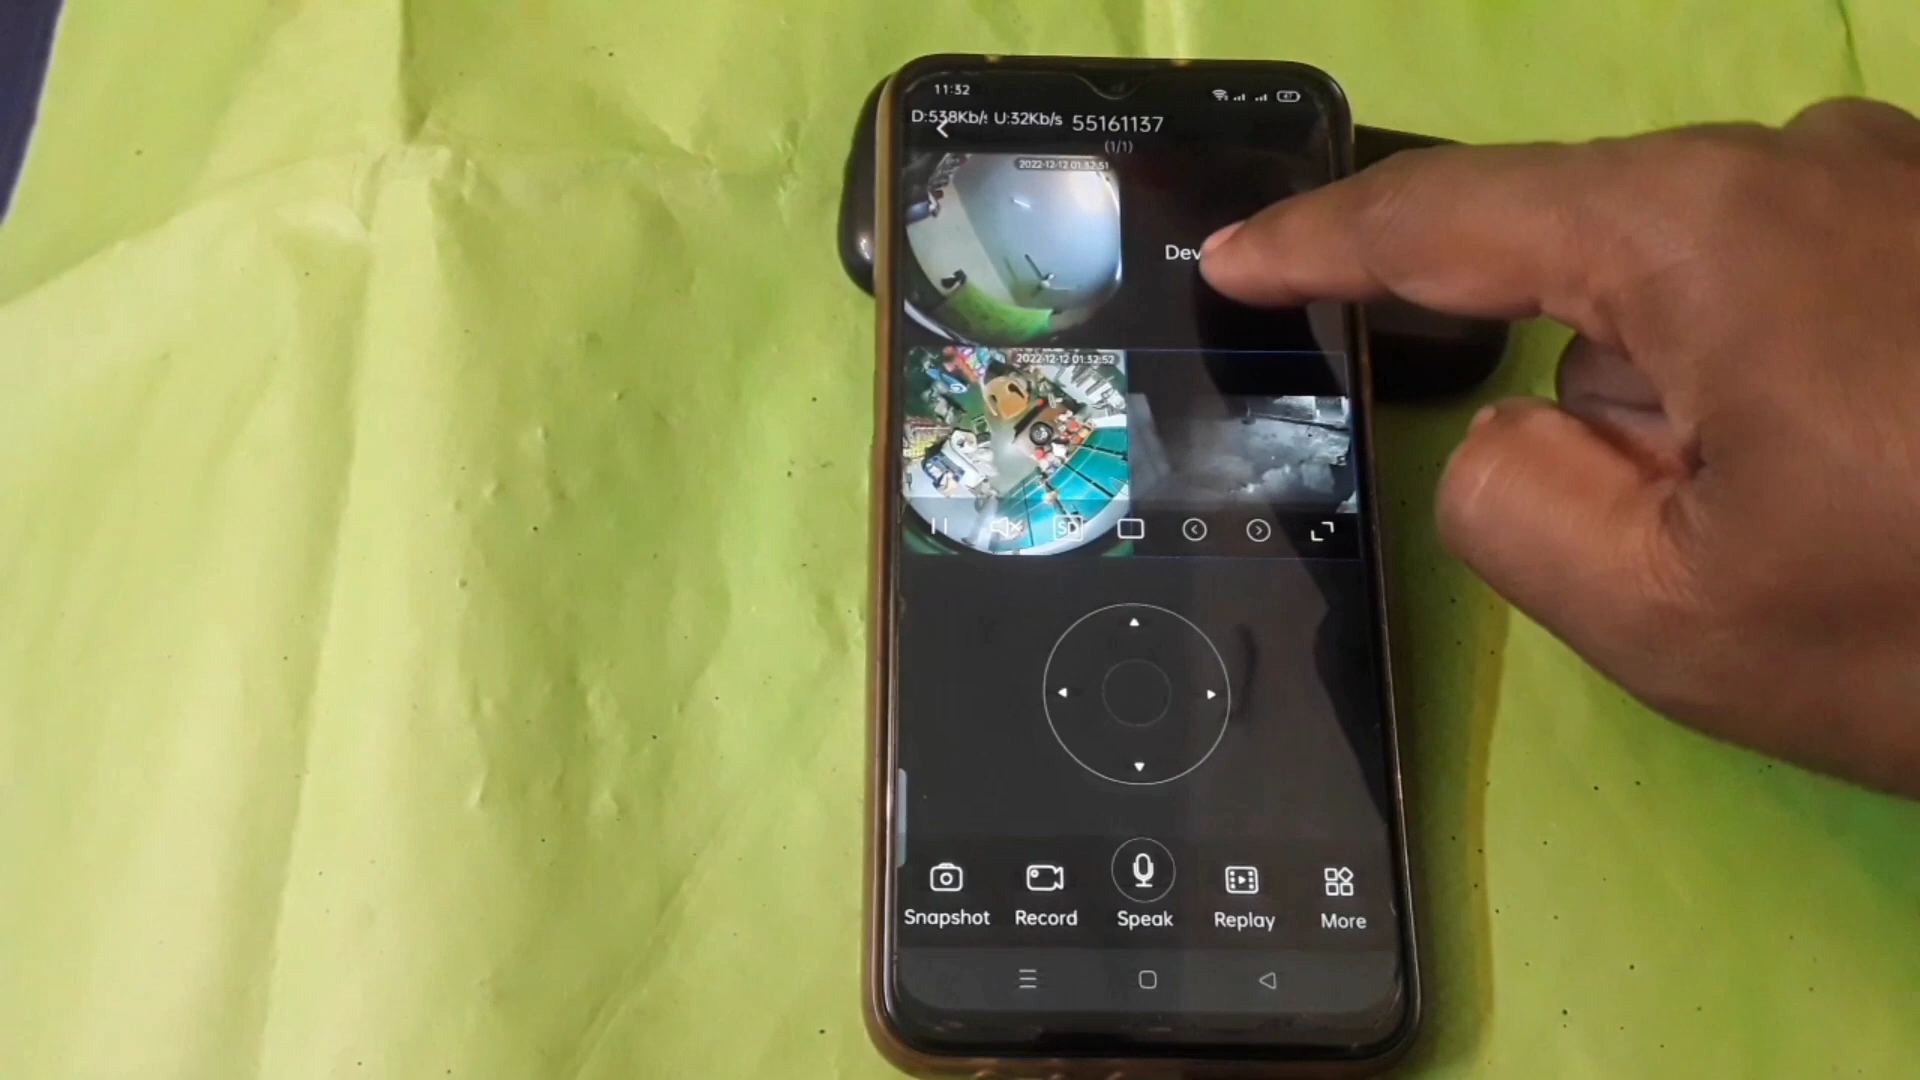 11:32
47
D:538Kb/s U:32Kb/s 55161137
(1/1)
2022-12-12 01:32:51
Dev
2022-12-12 01:32:52
SD
Snapshot Record Speak Replay More